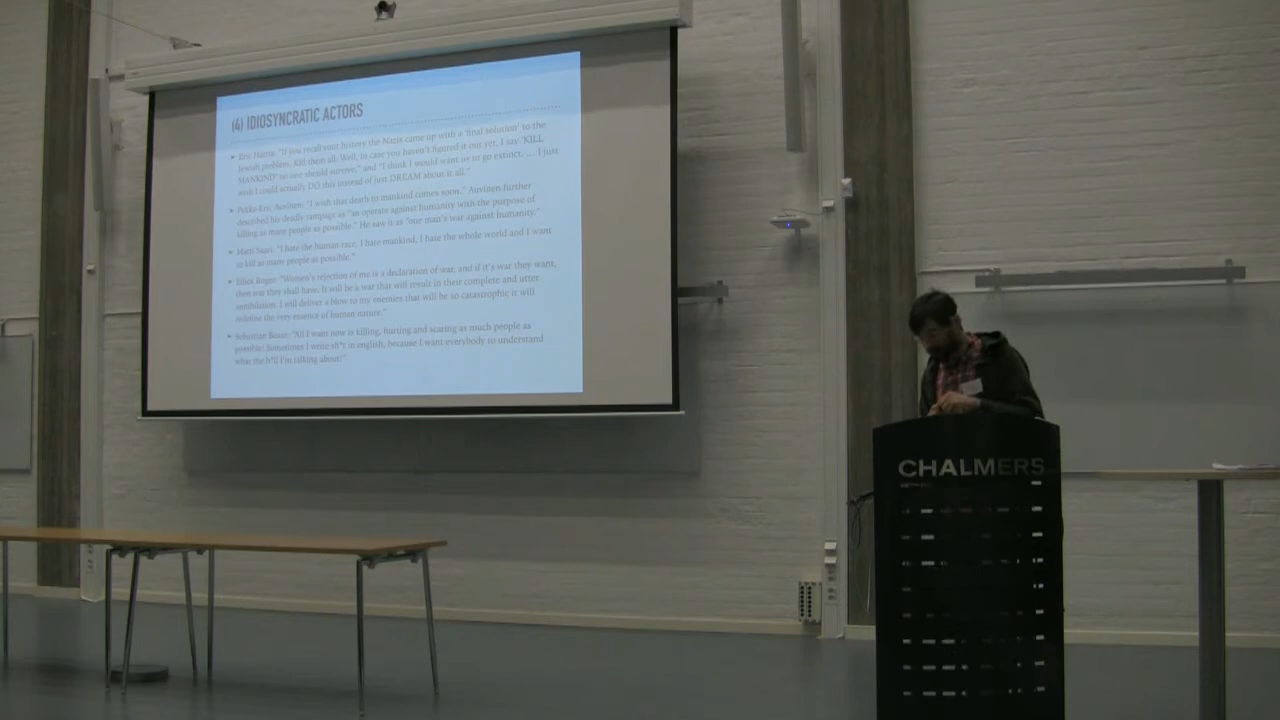 (4) IDIOSYNCRATIC ACTORS
▸ Eric Harris: "If you recall your history the Nazis came up with a 'final solution' to the
Jewish problem. Kill them all. Well, in case you haven't figured it out yet, I say 'KILL
MANKIND' no one should survive," and "I think I would want us to go extinct. … I just
wish I could actually DO this instead of just DREAM about it all."
▸ Pekka-Eric Auvinen: "I wish that death to mankind comes soon." Auvinen further
described his deadly rampage as "an operate against humanity with the purpose of
killing as many people as possible." He saw it as "one man's war against humanity."
▸ Matti Saari: "I hate the human race, I hate mankind, I hate the whole world and I want
to kill as many people as possible."
▸ Elliot Roger: "Women's rejection of me is a declaration of war, and if it's war they want,
then war they shall have. It will be a war that will result in their complete and utter
annihilation. I will deliver a blow to my enemies that will be so catastrophic it will
redefine the very essence of human nature."
▸ Sebastian Bosse: "All I want now is killing, hurting and scaring as much people as
possible! Sometimes I write sh*t in english, because I want everybody to understand
what the h*ll I'm talking about!"
CHALMERS